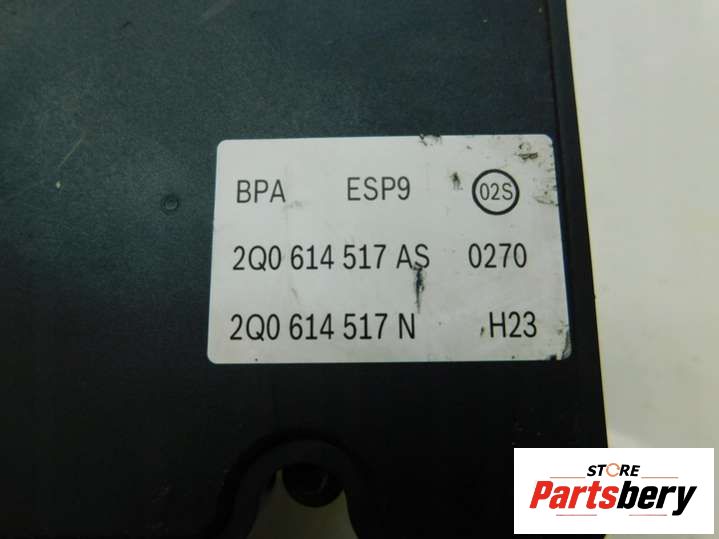 BPA ESP9 02S
2Q0 614 517 AS 0270
2Q0 614 517 N H23
STORE
Partsbery